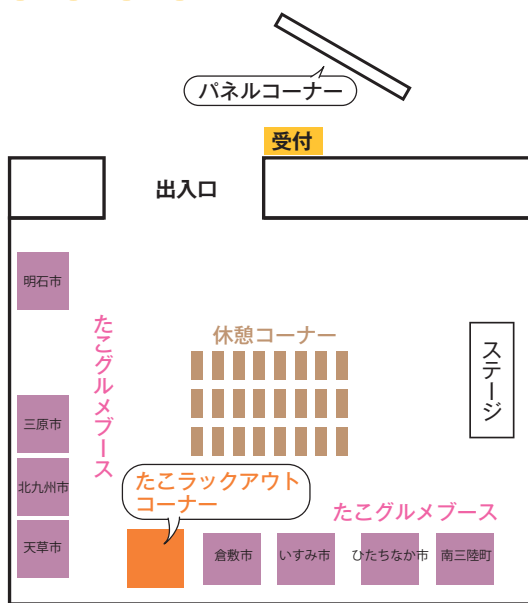 パネルコーナー
受付
出入口
明石市
たこグルメブース
休憩コーナー
ステージ
三原市
北九州市
天草市
たこラックアウト
コーナー
たこグルメブース
倉敷市
いすみ市
ひたちなか市
南三陸町